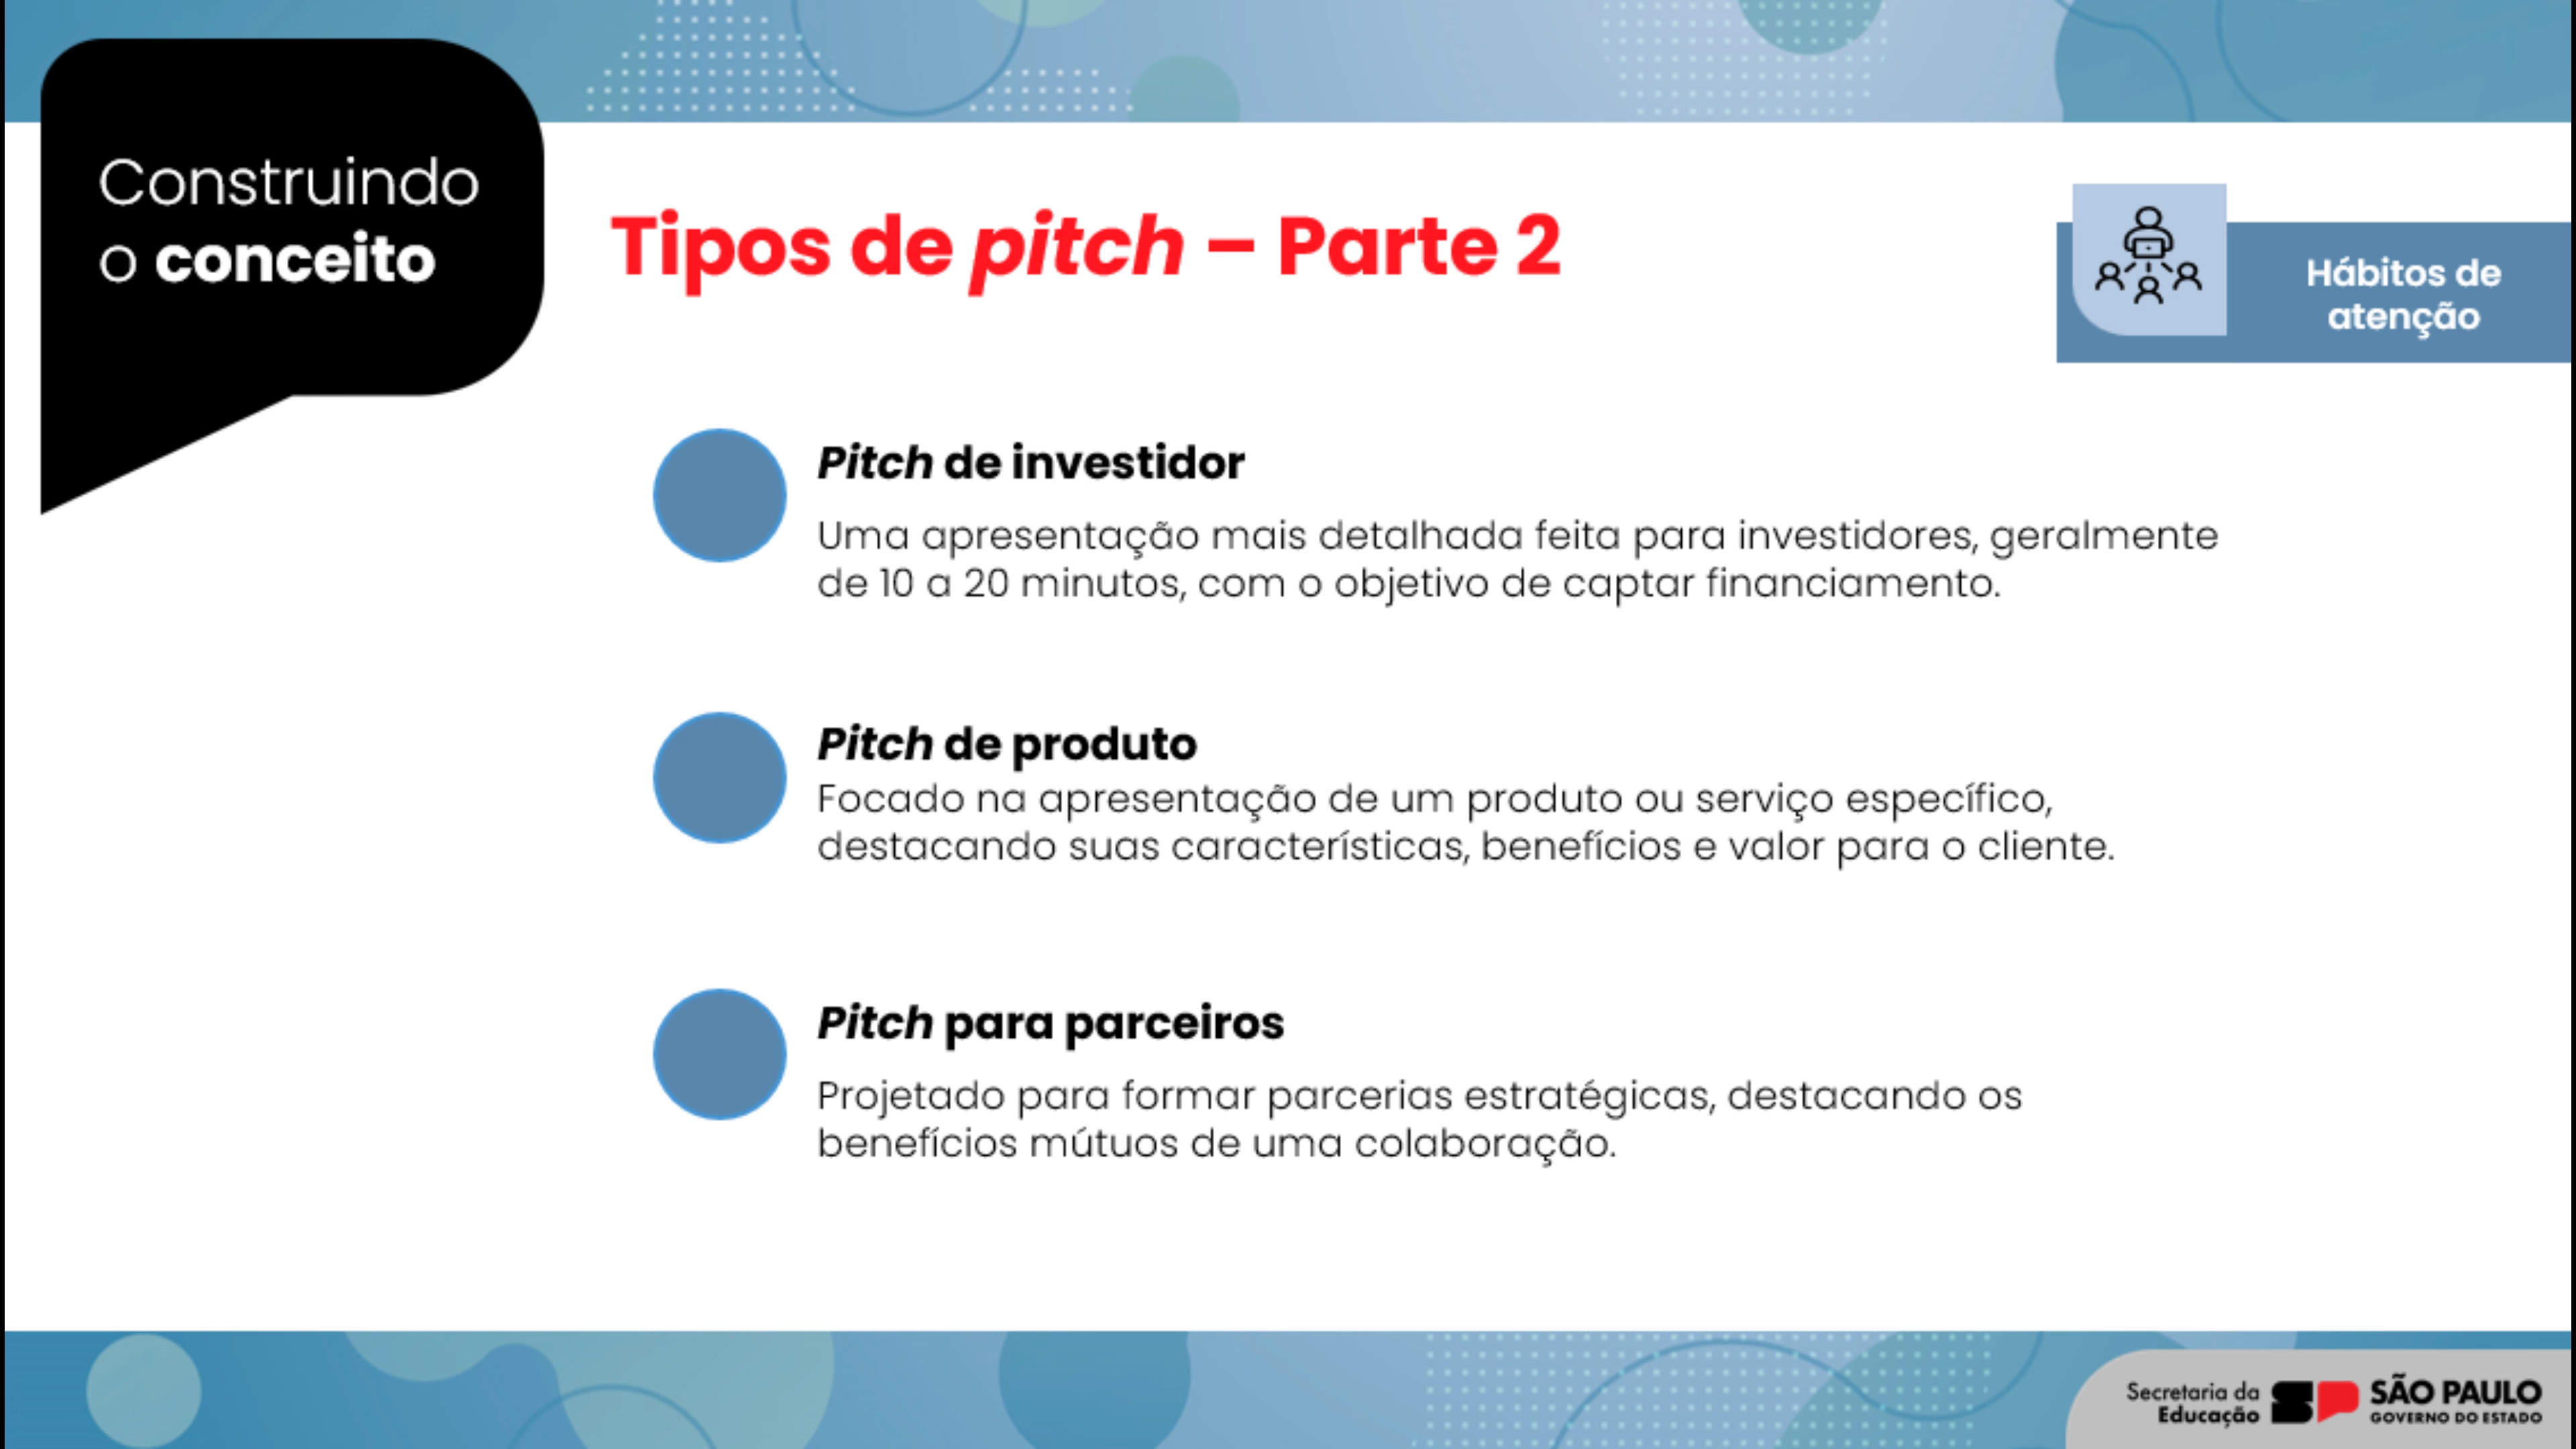 Construindo
o conceito
Tipos de pitch – Parte 2
Hábitos de
atenção
Pitch de investidor
Uma apresentação mais detalhada feita para investidores, geralmente
de 10 a 20 minutos, com o objetivo de captar financiamento.
Pitch de produto
Focado na apresentação de um produto ou serviço específico,
destacando suas características, benefícios e valor para o cliente.
Pitch para parceiros
Projetado para formar parcerias estratégicas, destacando os
benefícios mútuos de uma colaboração.
Secretaria da
Educação
SÃO PAULO
GOVERNO DO ESTADO